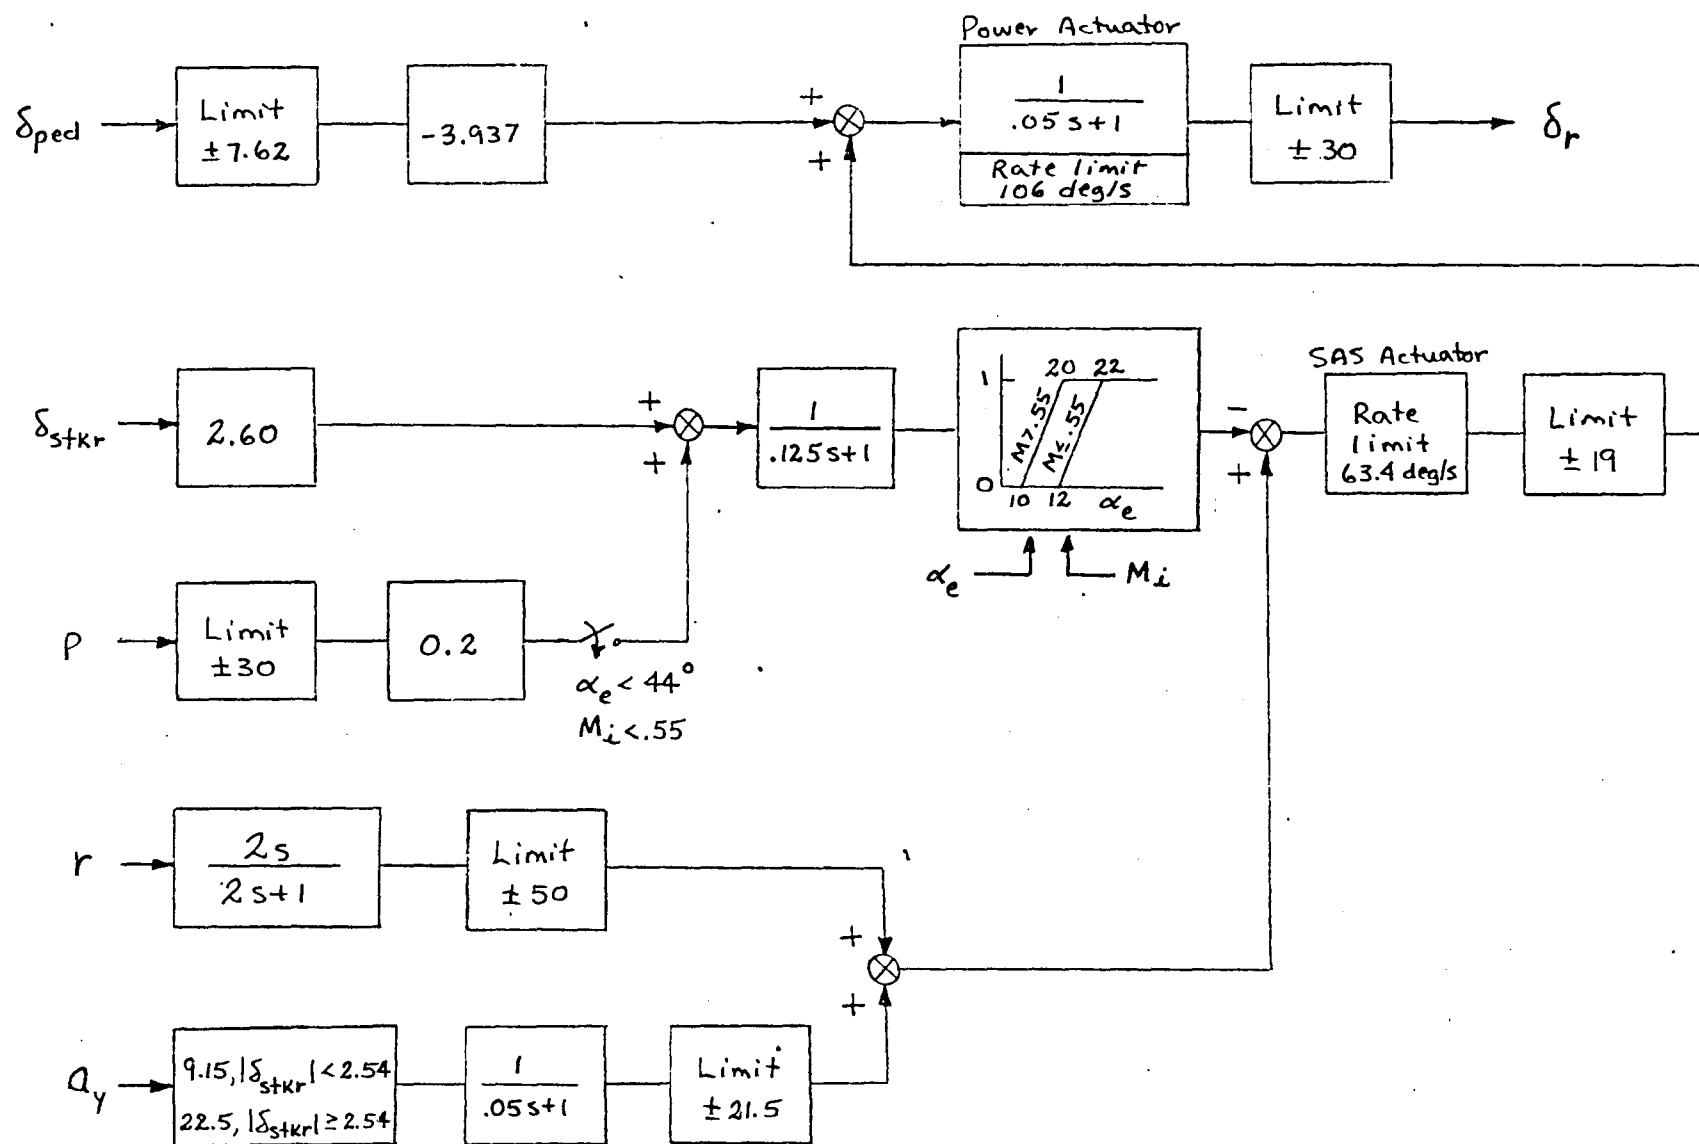 Power Actuator
δped
Limit
±7.62
-3.937
+
+
1
.05s+1
Rate limit
106 deg/s
Limit
±30
δr
δstkr
2.60
+
+
1
.125s+1
1
0
20
22
M>.55
M≤.55
10
12
αe
αe
Mi
-
+
SAS Actuator
Rate
limit
63.4 deg/s
Limit
±19
P
Limit
±30
0.2
αe<44°
Mi<.55
r
2s
2s+1
Limit
±50
+
+
ay
9.15, |δstkr|<2.54
22.5, |δstkr|≥2.54
1
.05s+1
Limit
±21.5